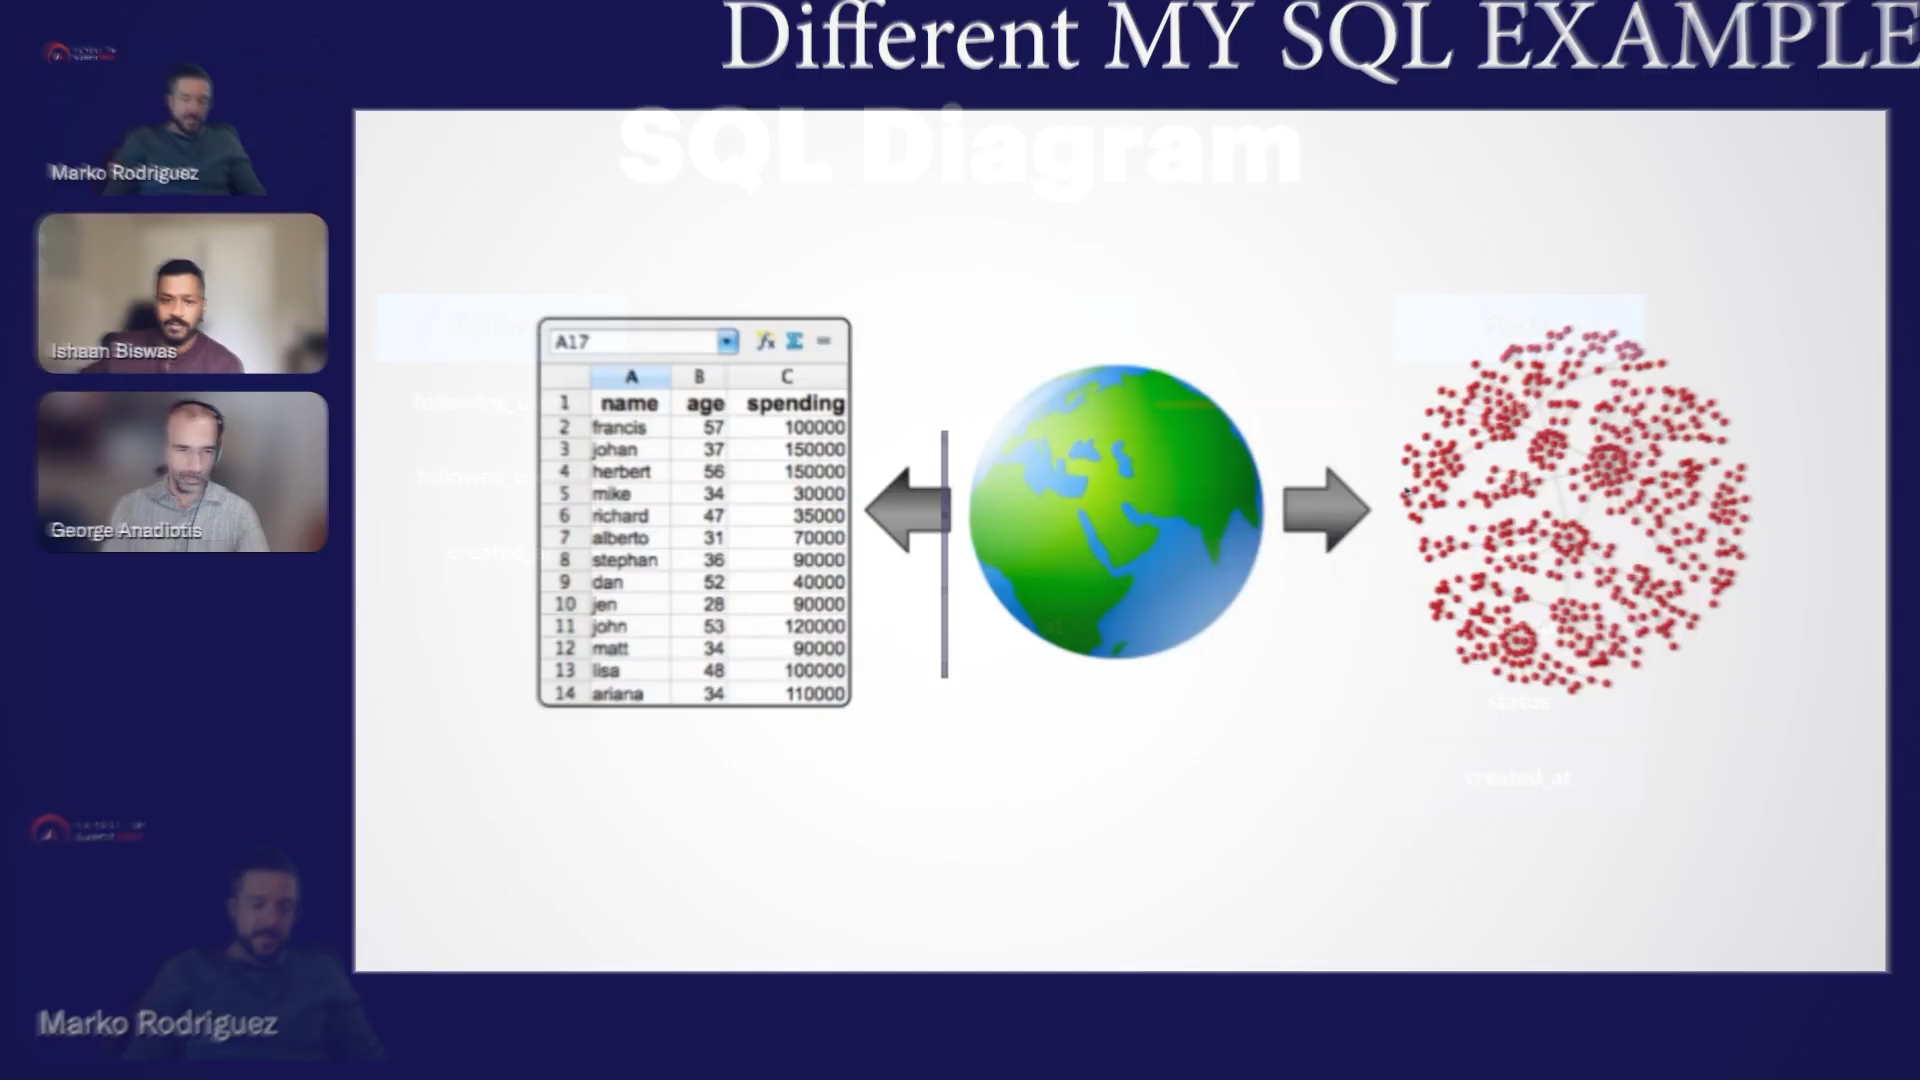 Different MY SQL EXAMPLE
SQL Diagram
Marko Rodriguez
Ishaan Biswas
George Anadiotis
Marko Rodriguez
A17
A B C
1 name age spending
2 francis 57 100000
3 johan 37 150000
4 herbert 56 150000
5 mike 34 30000
6 richard 47 35000
7 alberto 31 70000
8 stephan 36 90000
9 dan 52 40000
10 jen 28 90000
11 john 53 120000
12 matt 34 90000
13 lisa 48 100000
14 ariana 34 110000
status
created_at